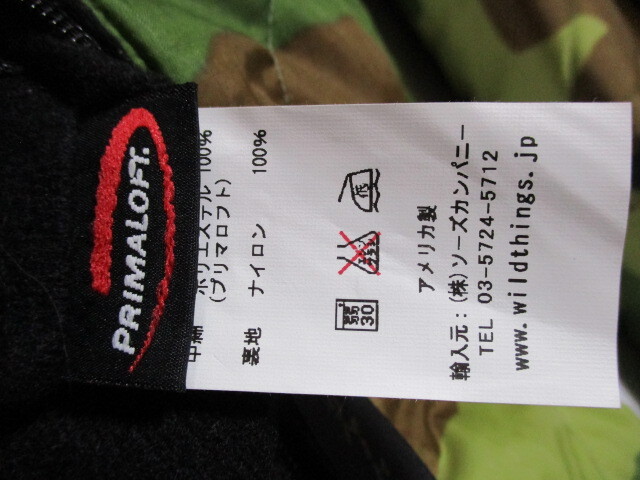 PRIMALOFT.
中綿 ポリエステル 100%
(プリマロフト)
裏地 ナイロン 100%
弱
30
アメリカ製
輸入元：(株)ソーズカンパニー
TEL 03-5724-5712
www.wildthings.jp